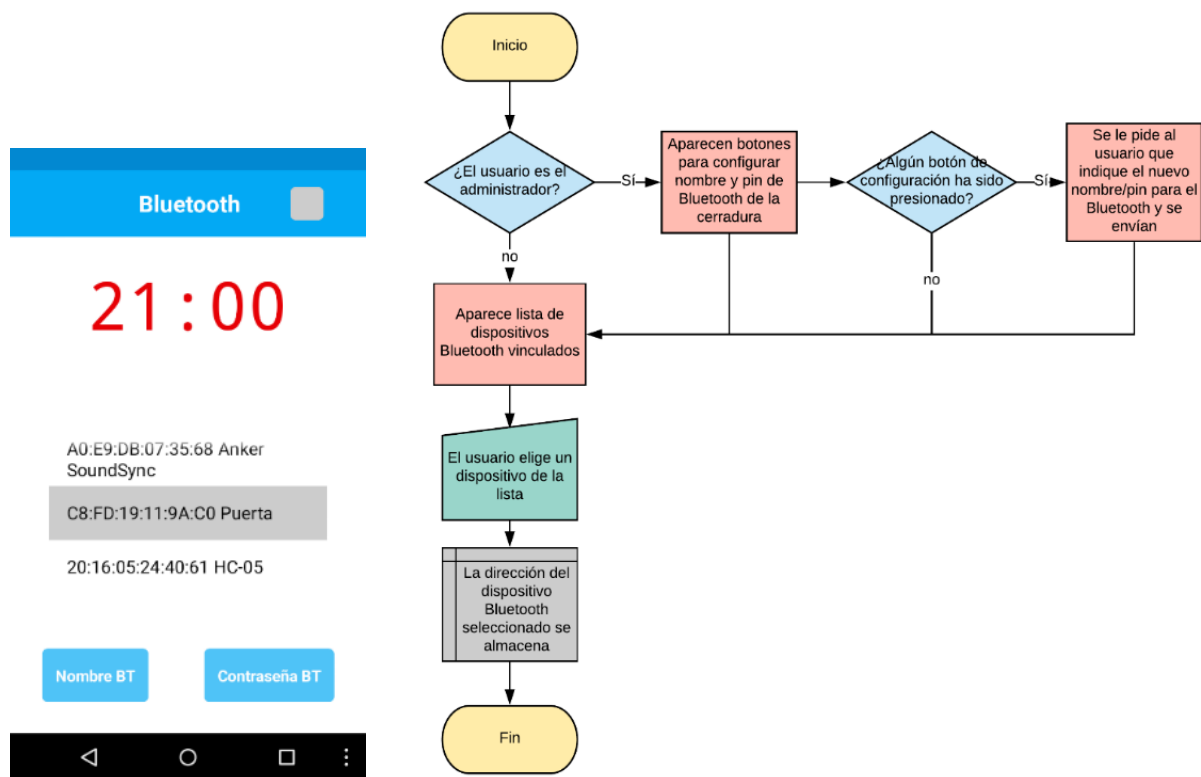 Bluetooth
21:00
A0:E9:DB:07:35:68 Anker
SoundSync
C8:FD:19:11:9A:C0 Puerta
20:16:05:24:40:61 HC-05
Nombre BT
Contraseña BT
Inicio
¿El usuario es el
administrador?
Sí
Aparecen botones
para configurar
nombre y pin de
Bluetooth de la
cerradura
¿Algún botón de
configuración ha sido
presionado?
Sí
Se le pide al
usuario que
indique el nuevo
nombre/pin para el
Bluetooth y se
envían
no
no
Aparece lista de
dispositivos
Bluetooth vinculados
El usuario elige un
dispositivo de la
lista
La dirección del
dispositivo
Bluetooth
seleccionado se
almacena
Fin